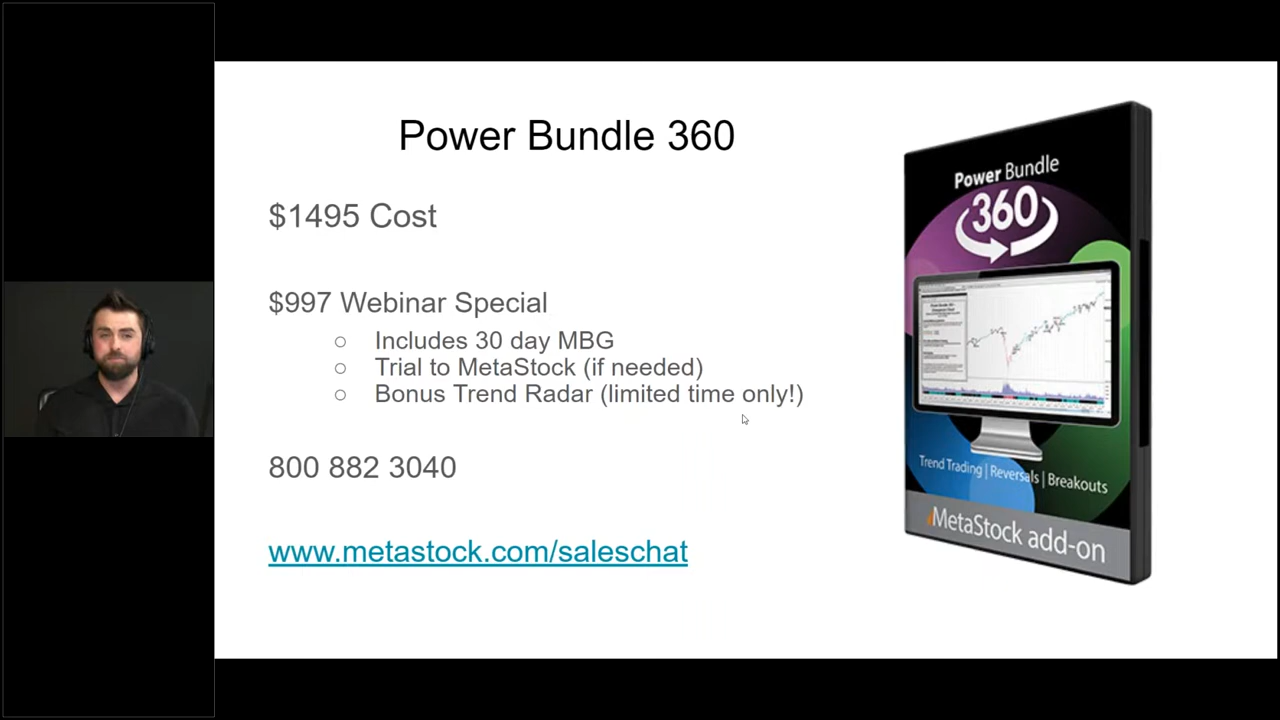 Power Bundle 360
$1495 Cost
$997 Webinar Special
○ Includes 30 day MBG
○ Trial to MetaStock (if needed)
○ Bonus Trend Radar (limited time only!)
800 882 3040
www.metastock.com/saleschat
Power Bundle
360
Trend Trading | Reversals | Breakouts
MetaStock add-on